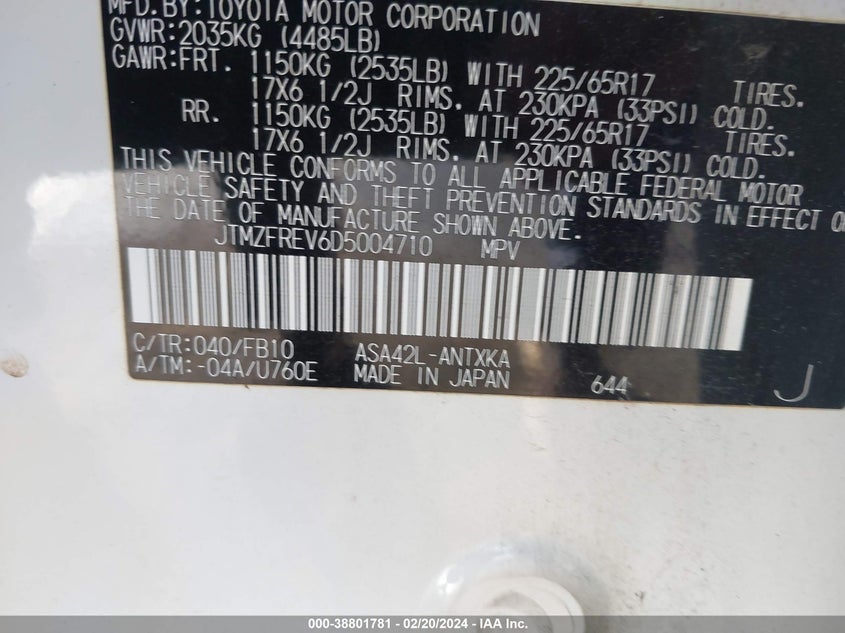 MFD.BY:TOYOTA MOTOR CORPORATION
GVWR:2035KG (4485LB)
GAWR:FRT. 1150KG (2535LB) WITH 225/65R17 TIRES.
17X6 1/2J RIMS. AT 230KPA (33PSI) COLD.
RR. 1150KG (2535LB) WITH 225/65R17 TIRES.
17X6 1/2J RIMS. AT 230KPA (33PSI) COLD.
THIS VEHICLE CONFORMS TO ALL APPLICABLE FEDERAL MOTOR
VEHICLE SAFETY AND THEFT PREVENTION STANDARDS IN EFFECT
THE DATE OF MANUFACTURE SHOWN ABOVE.
JTMZFREV6D5004710 MPV
C/TR:040/FB10 ASA42L-ANTXKA
A/TM:-04A/U760E MADE IN JAPAN 644 J
000-38801781 - 02/20/2024 - IAA Inc.